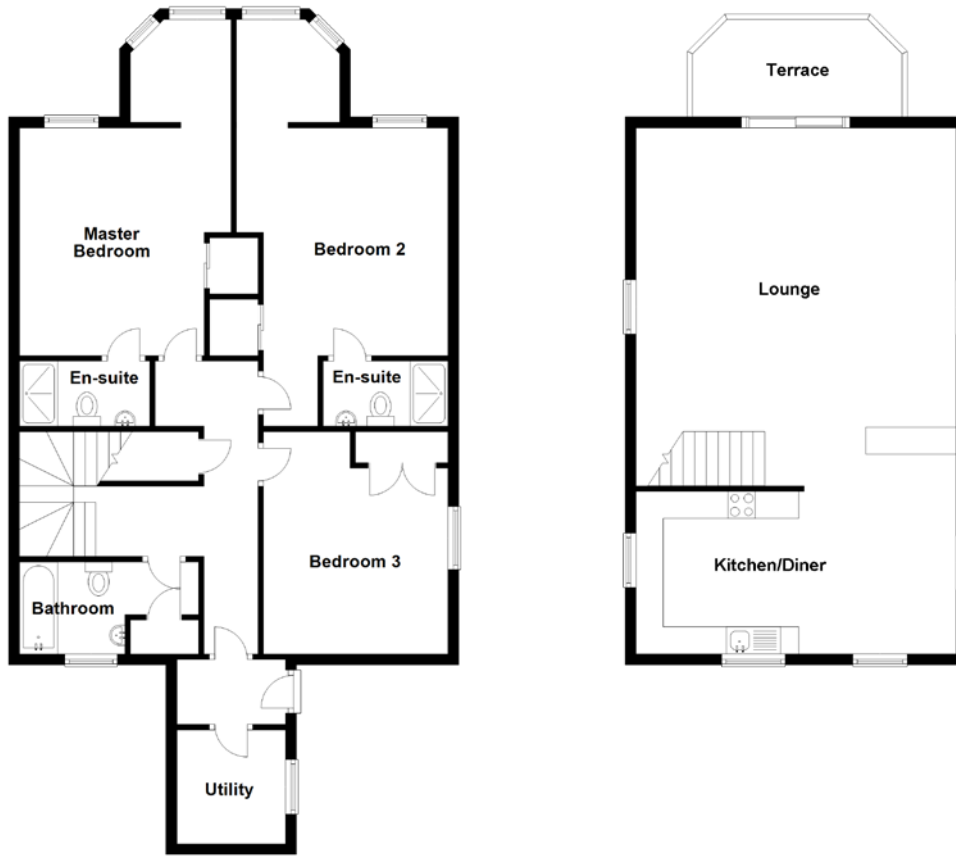 Terrace
Master
Bedroom
Bedroom 2
Lounge
En-suite
En-suite
Bedroom 3
Kitchen/Diner
Bathroom
Utility